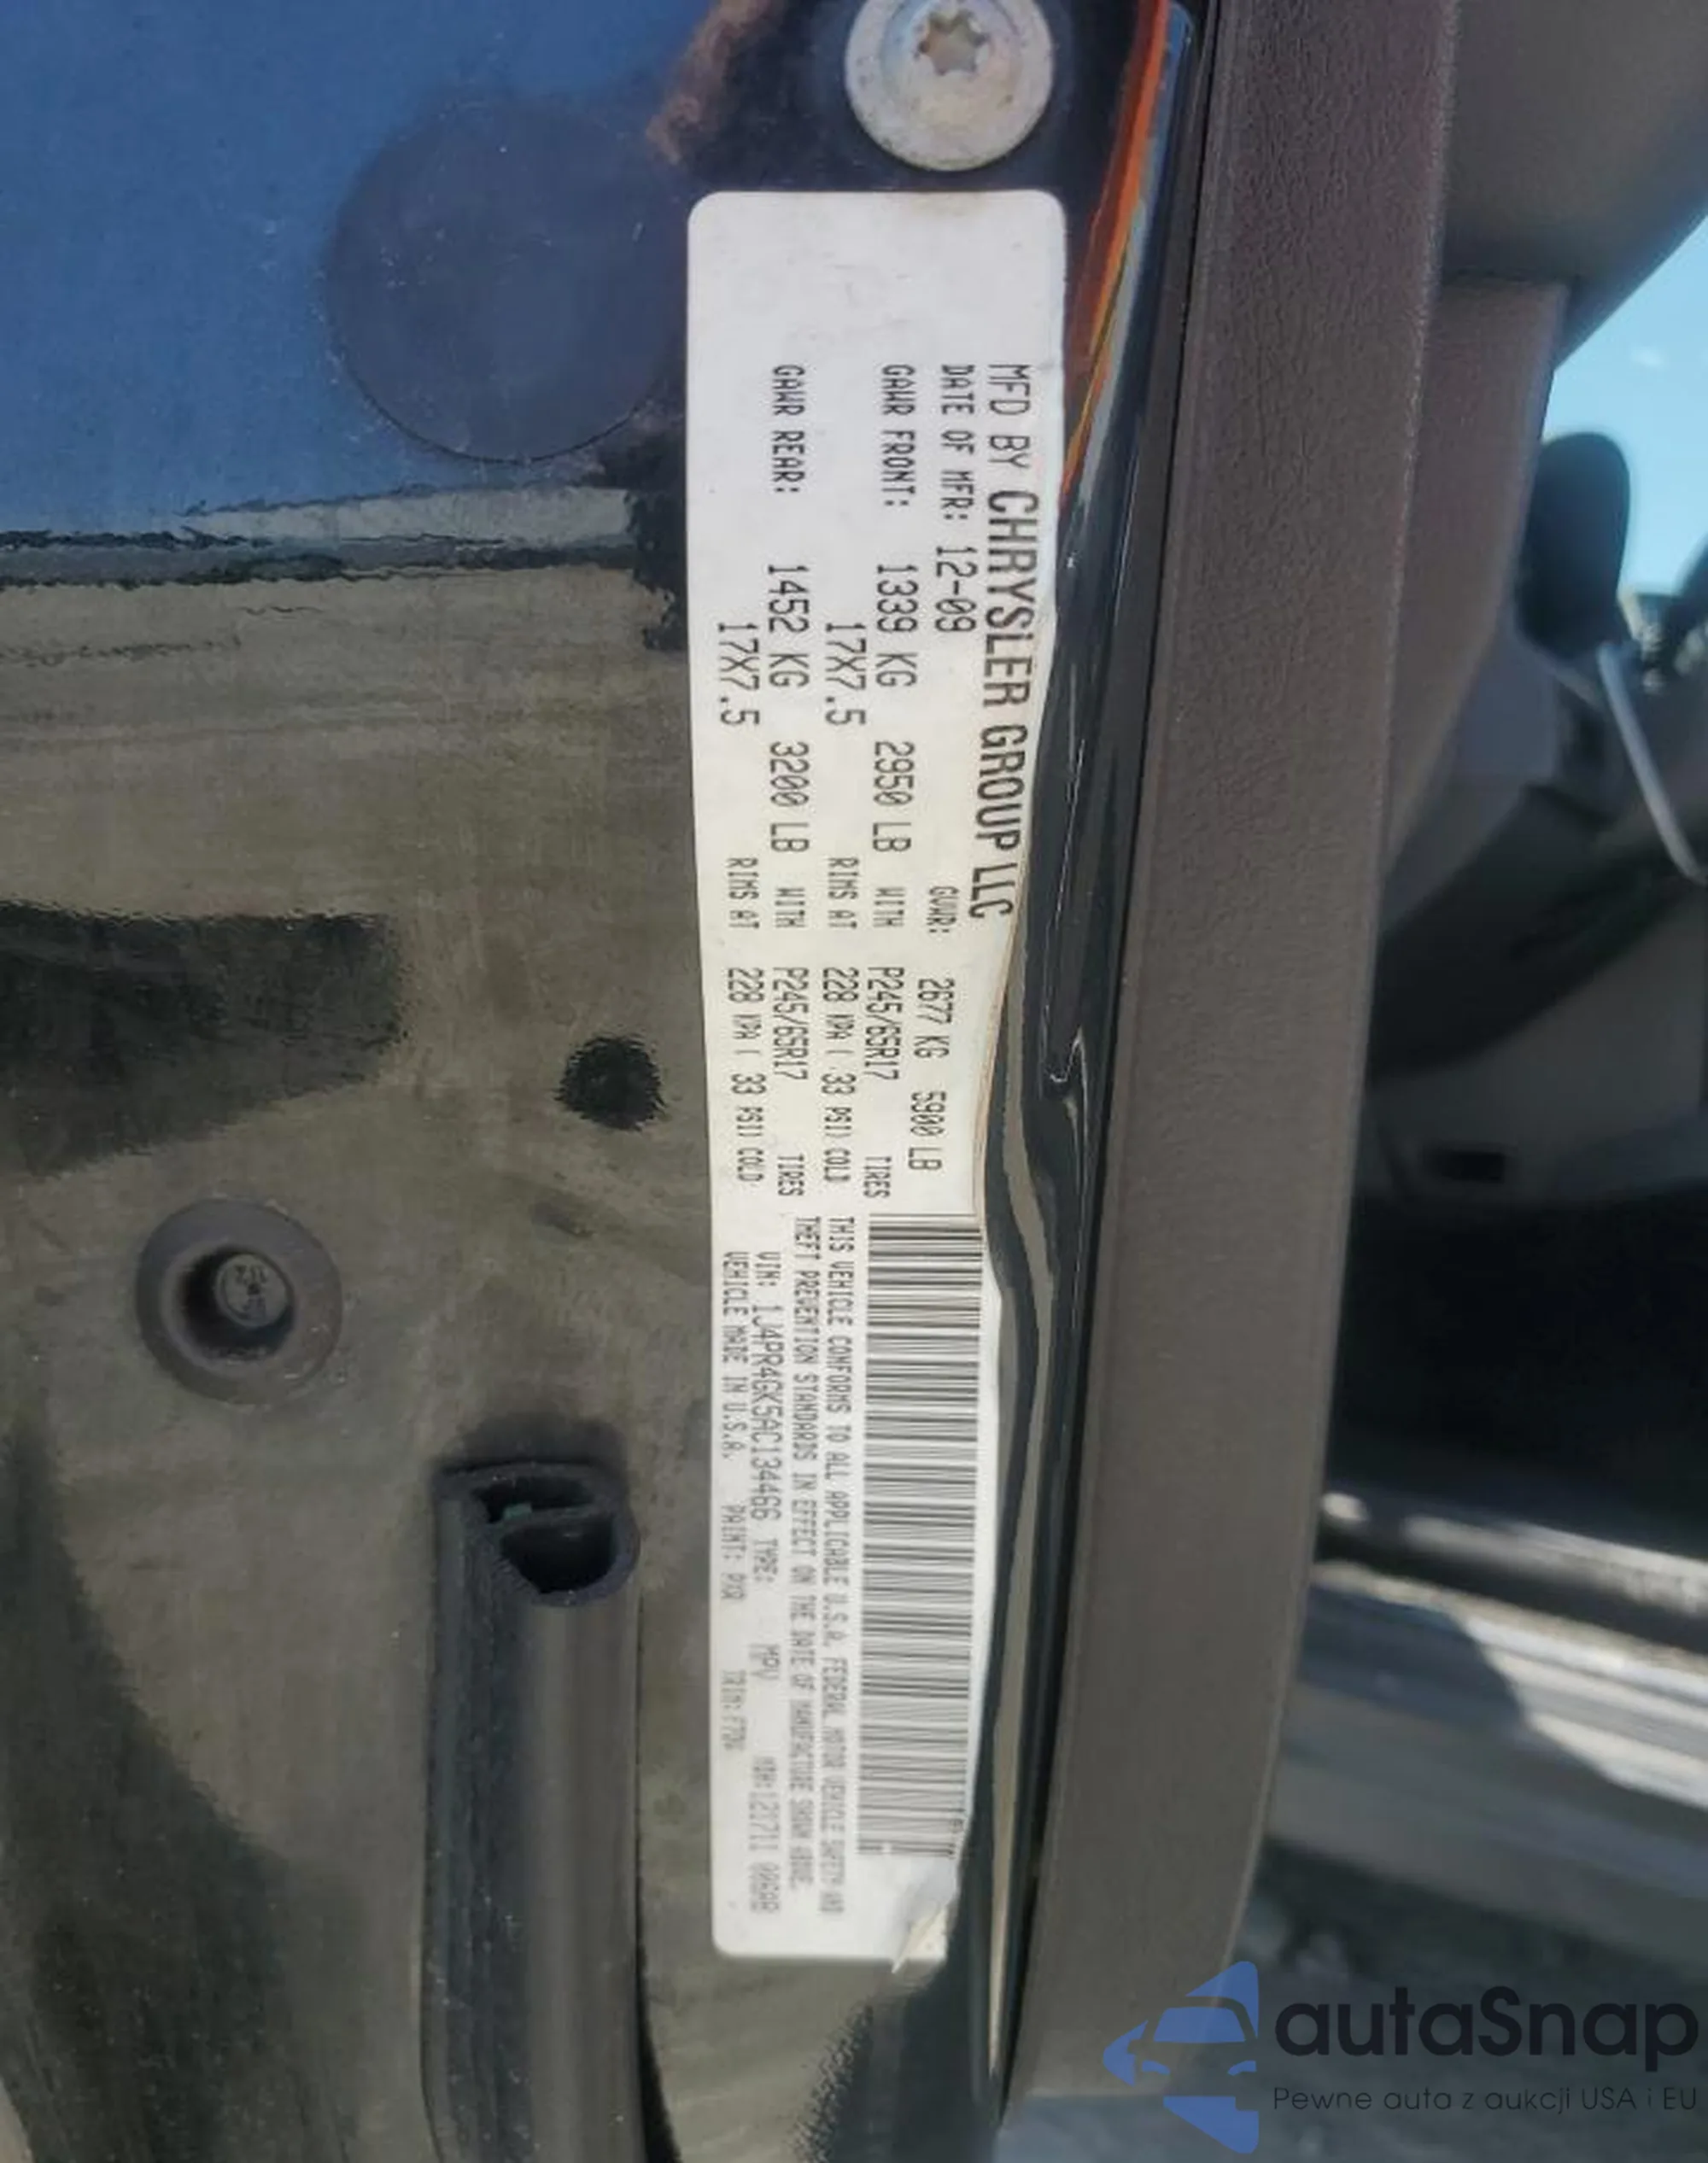 MFD BY CHRYSLER GROUP LLC
DATE OF MFR: 12-09 GVWR: 2677 KG 5900 LB
GAWR FRONT: 1339 KG 2950 LB WITH P245/65R17 TIRES
17X7.5 RIMS AT 228 KPA ( 33 PSI) COLD
GAWR REAR: 1452 KG 3200 LB WITH P245/65R17 TIRES
17X7.5 RIMS AT 228 KPA ( 33 PSI) COLD
THIS VEHICLE CONFORMS TO ALL APPLICABLE U.S.A. FEDERAL MOTOR VEHICLE SAFETY AND
THEFT PREVENTION STANDARDS IN EFFECT ON THE DATE OF MANUFACTURE SHOWN ABOVE.
VIN: 1J4PR4GK5AC134466 TYPE: MPV MDH:
VEHICLE MADE IN U.S.A. PAINT: PXR TRIM:
autaSnap
Pewne auta z aukcji USA i EU